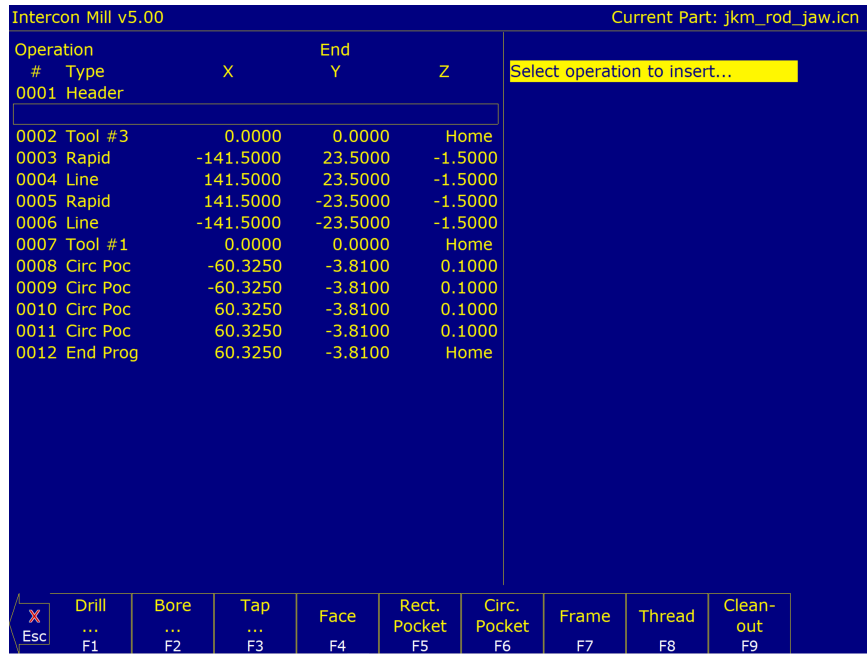 Intercon Mill v5.00 Current Part: jkm_rod_jaw.icn
Operation End
# Type X Y Z Select operation to insert...
0001 Header
0002 Tool #3 0.0000 0.0000 Home
0003 Rapid -141.5000 23.5000 -1.5000
0004 Line 141.5000 23.5000 -1.5000
0005 Rapid 141.5000 -23.5000 -1.5000
0006 Line -141.5000 -23.5000 -1.5000
0007 Tool #1 0.0000 0.0000 Home
0008 Circ Poc -60.3250 -3.8100 0.1000
0009 Circ Poc -60.3250 -3.8100 0.1000
0010 Circ Poc 60.3250 -3.8100 0.1000
0011 Circ Poc 60.3250 -3.8100 0.1000
0012 End Prog 60.3250 -3.8100 Home
X
Esc
Drill
...
F1
Bore
...
F2
Tap
...
F3
Face
F4
Rect.
Pocket
F5
Circ.
Pocket
F6
Frame
F7
Thread
F8
Clean-
out
F9